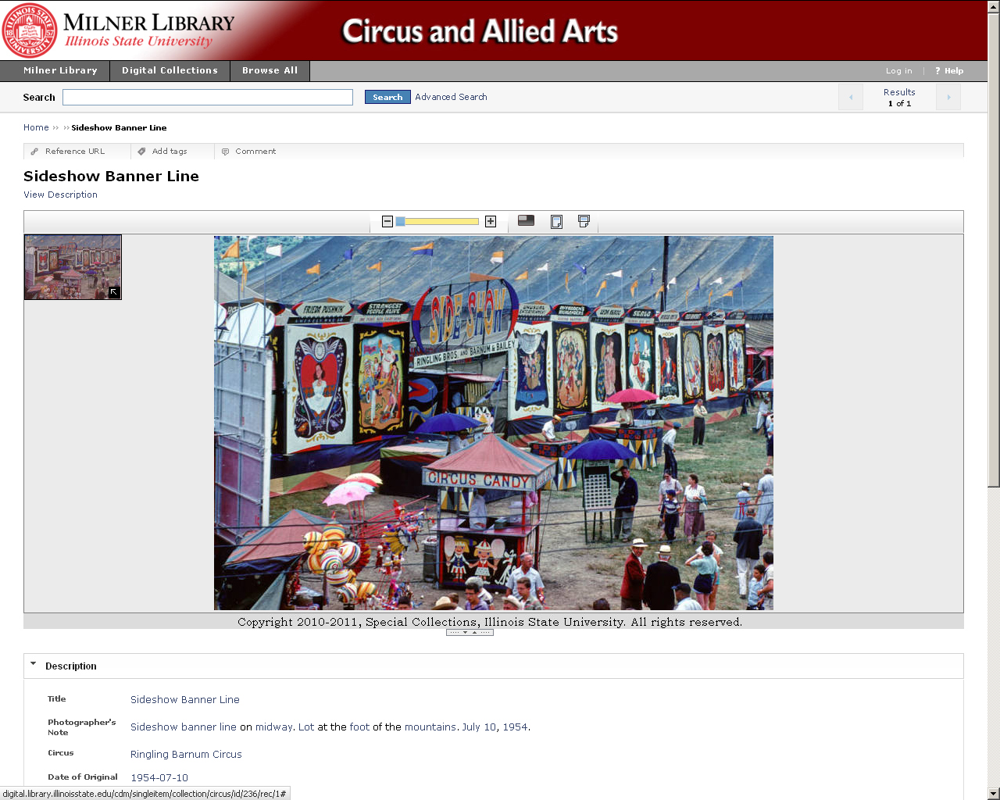 MILNER LIBRARY
Illinois State University
Circus and Allied Arts
Milner Library
Digital Collections
Browse All
Log in
? Help
Search
Search
Advanced Search
Results
1 of 1
Home
Sideshow Banner Line
Reference URL
Add tags
Comment
Sideshow Banner Line
View Description
FRIEDA PUSHNIK
STRANGEST PEOPLE ALIVE
SIDE SHOW
RINGLING BROS. AND BARNUM & BAILEY
CIRCUS CANDY
Copyright 2010-2011, Special Collections, Illinois State University. All rights reserved.
Description
Title
Sideshow Banner Line
Photographer's Note
Sideshow banner line on midway. Lot at the foot of the mountains. July 10, 1954.
Circus
Ringling Barnum Circus
Date of Original
1954-07-10
digital.library.illinoisstate.edu/cdm/singleitem/collection/circus/id/236/rec/1#